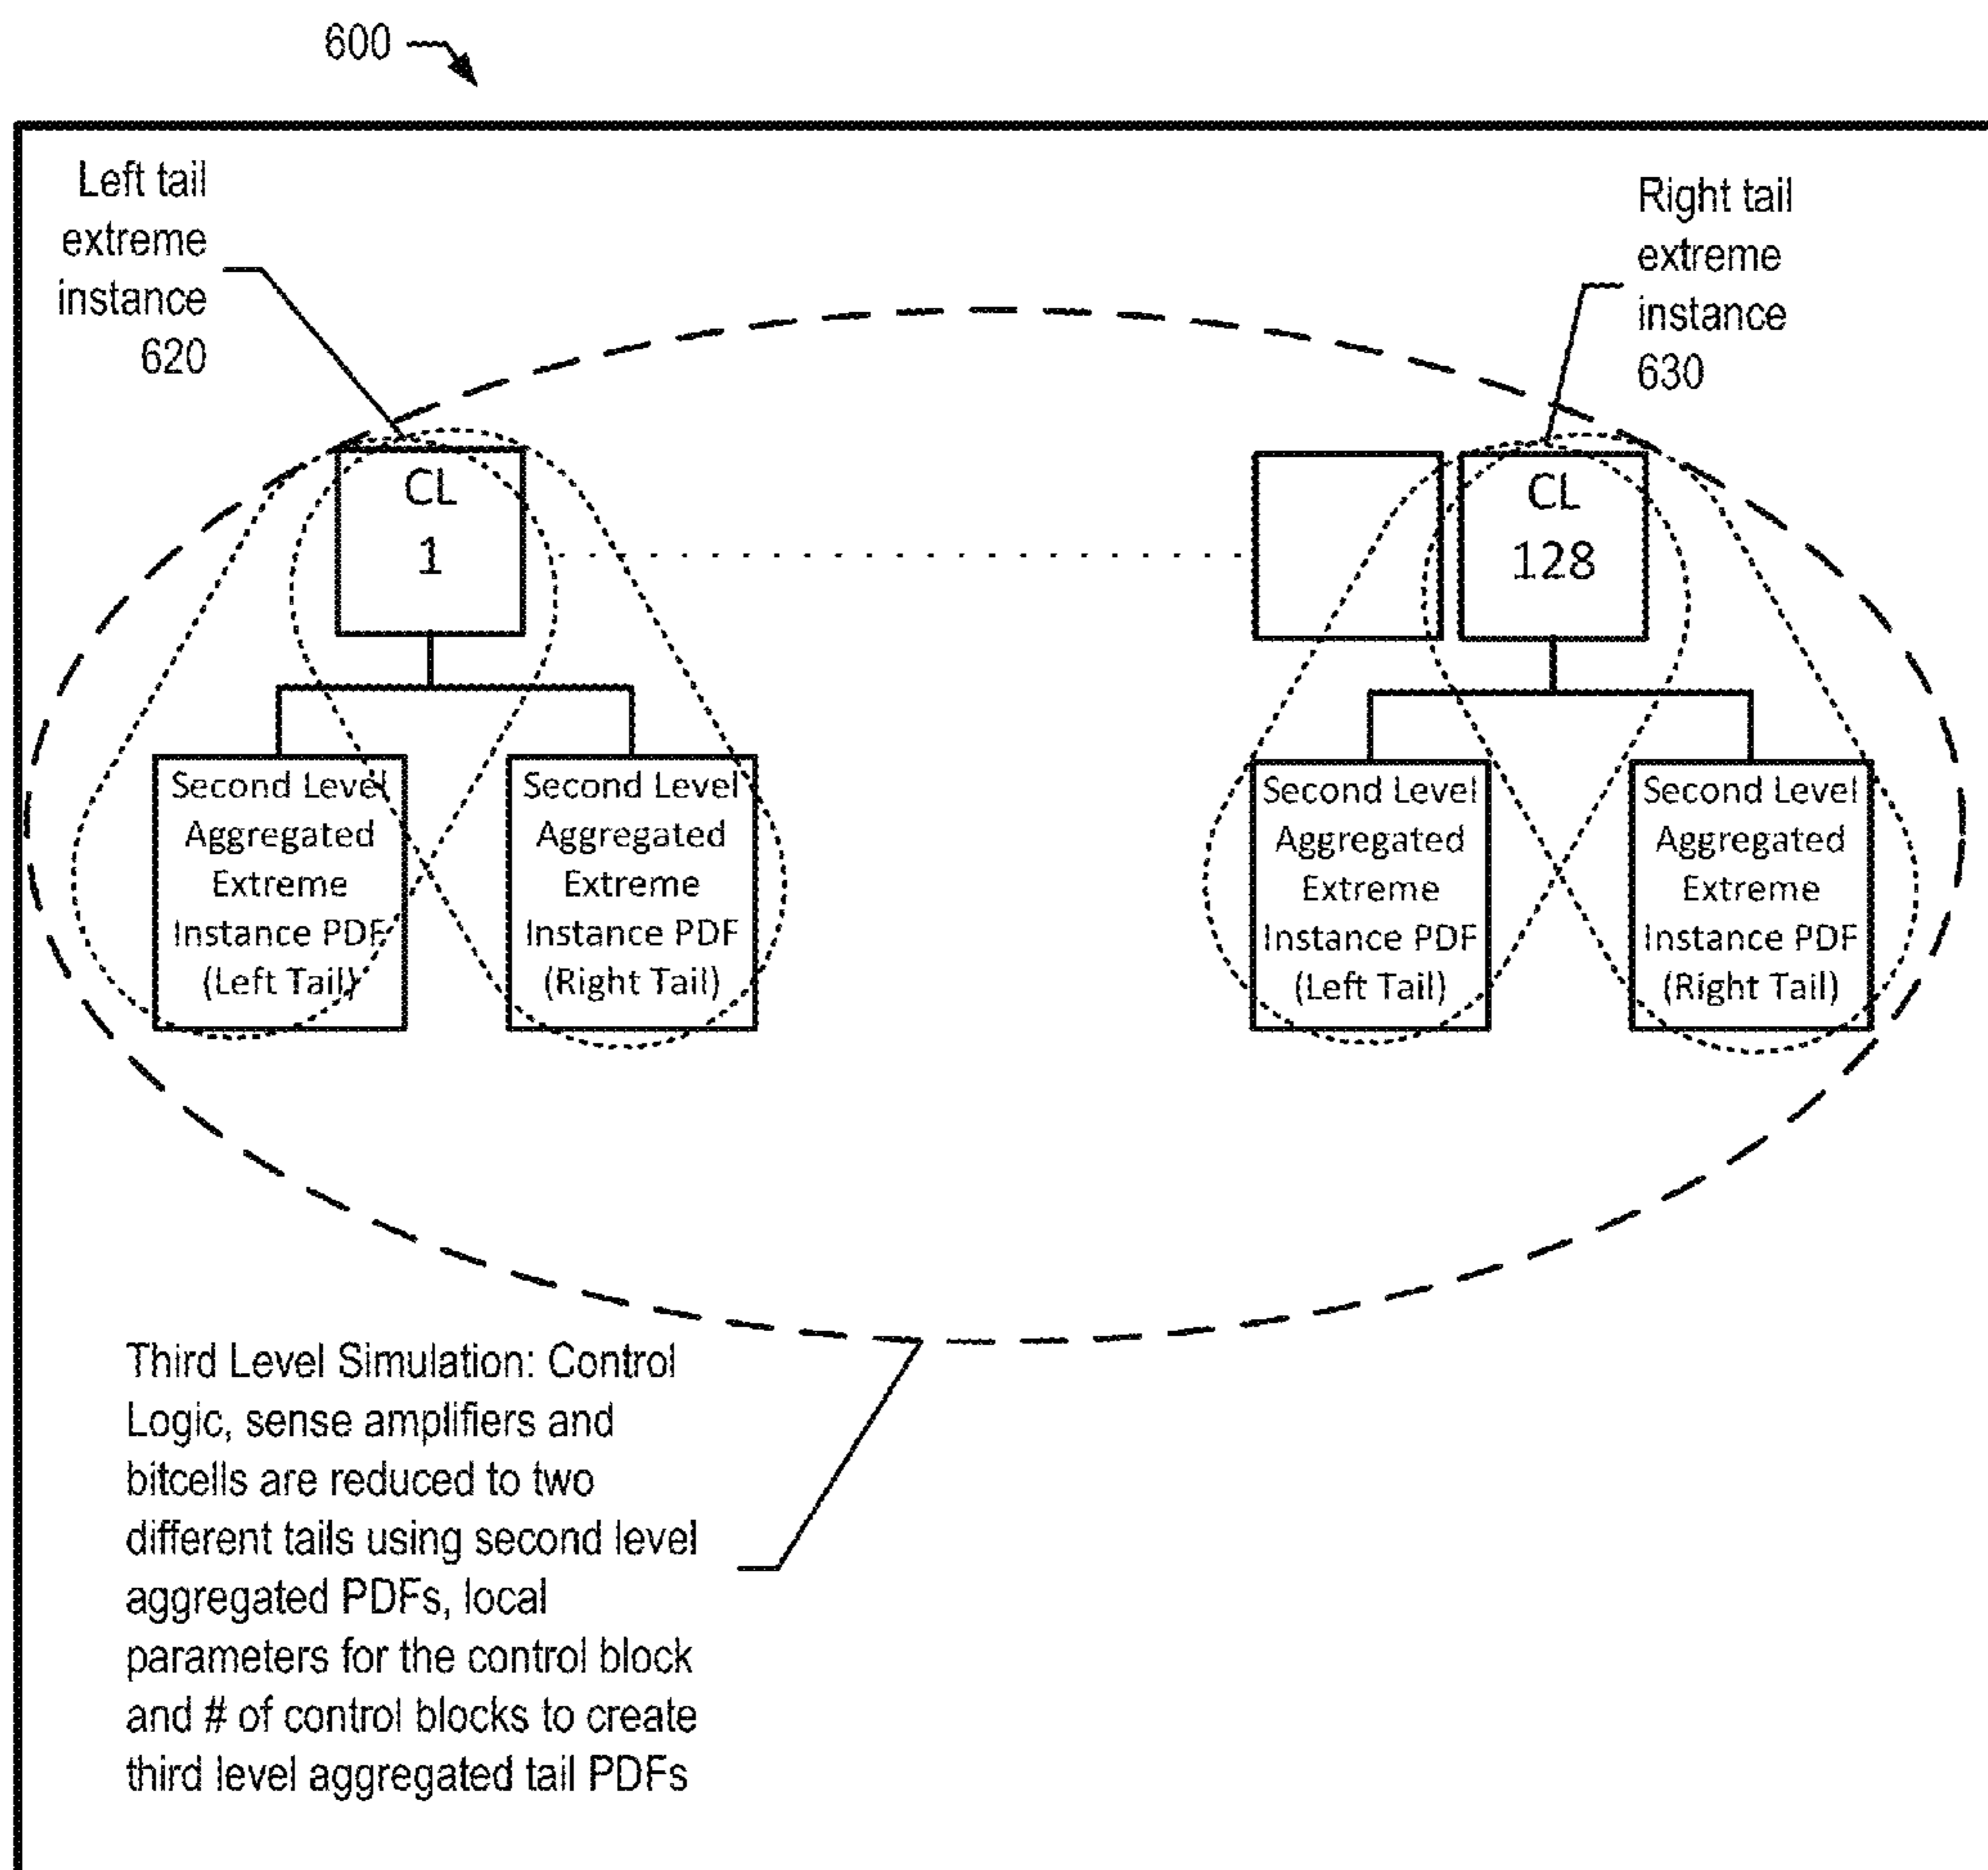 600
Left tail
extreme
instance
620
Right tail
extreme
instance
630
CL
1
CL
128
Second Level
Aggregated
Extreme
Instance PDF
(Left Tail)
Second Level
Aggregated
Extreme
Instance PDF
(Right Tail)
Second Level
Aggregated
Extreme
Instance PDF
(Left Tail)
Second Level
Aggregated
Extreme
Instance PDF
(Right Tail)
Third Level Simulation: Control
Logic, sense amplifiers and
bitcells are reduced to two
different tails using second level
aggregated PDFs, local
parameters for the control block
and # of control blocks to create
third level aggregated tail PDFs